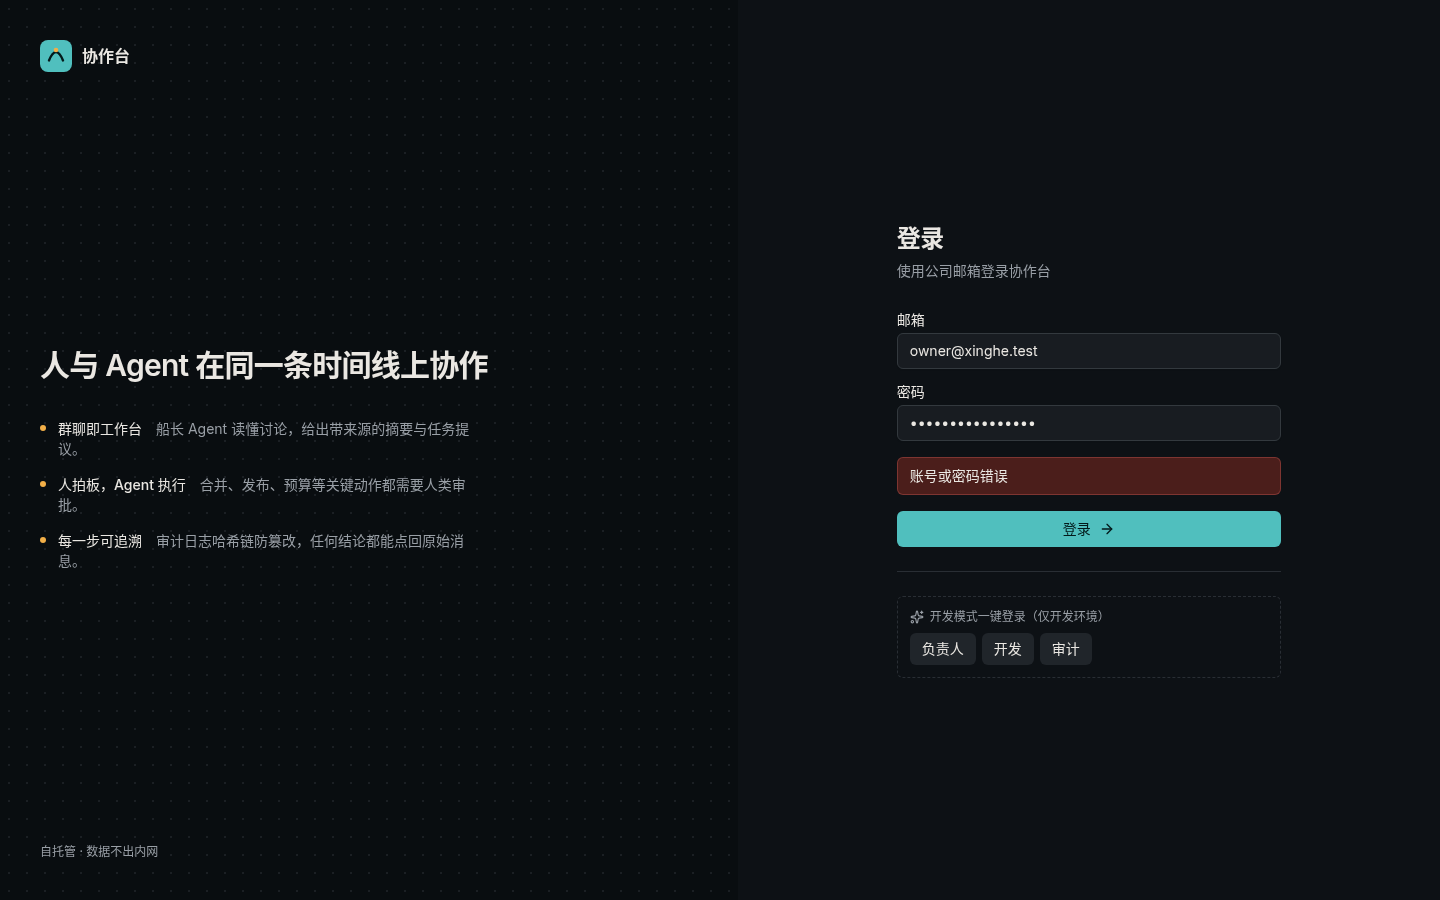 协作台
人与 Agent 在同一条时间线上协作
群聊即工作台 船长 Agent 读懂讨论，给出带来源的摘要与任务提
议。
人拍板，Agent 执行 合并、发布、预算等关键动作都需要人类审
批。
每一步可追溯 审计日志哈希链防篡改，任何结论都能点回原始消
息。
自托管 · 数据不出内网
登录
使用公司邮箱登录协作台
邮箱
owner@xinghe.test
密码
••••••••••••••••
账号或密码错误
登录 →
开发模式一键登录（仅开发环境）
负责人 开发 审计